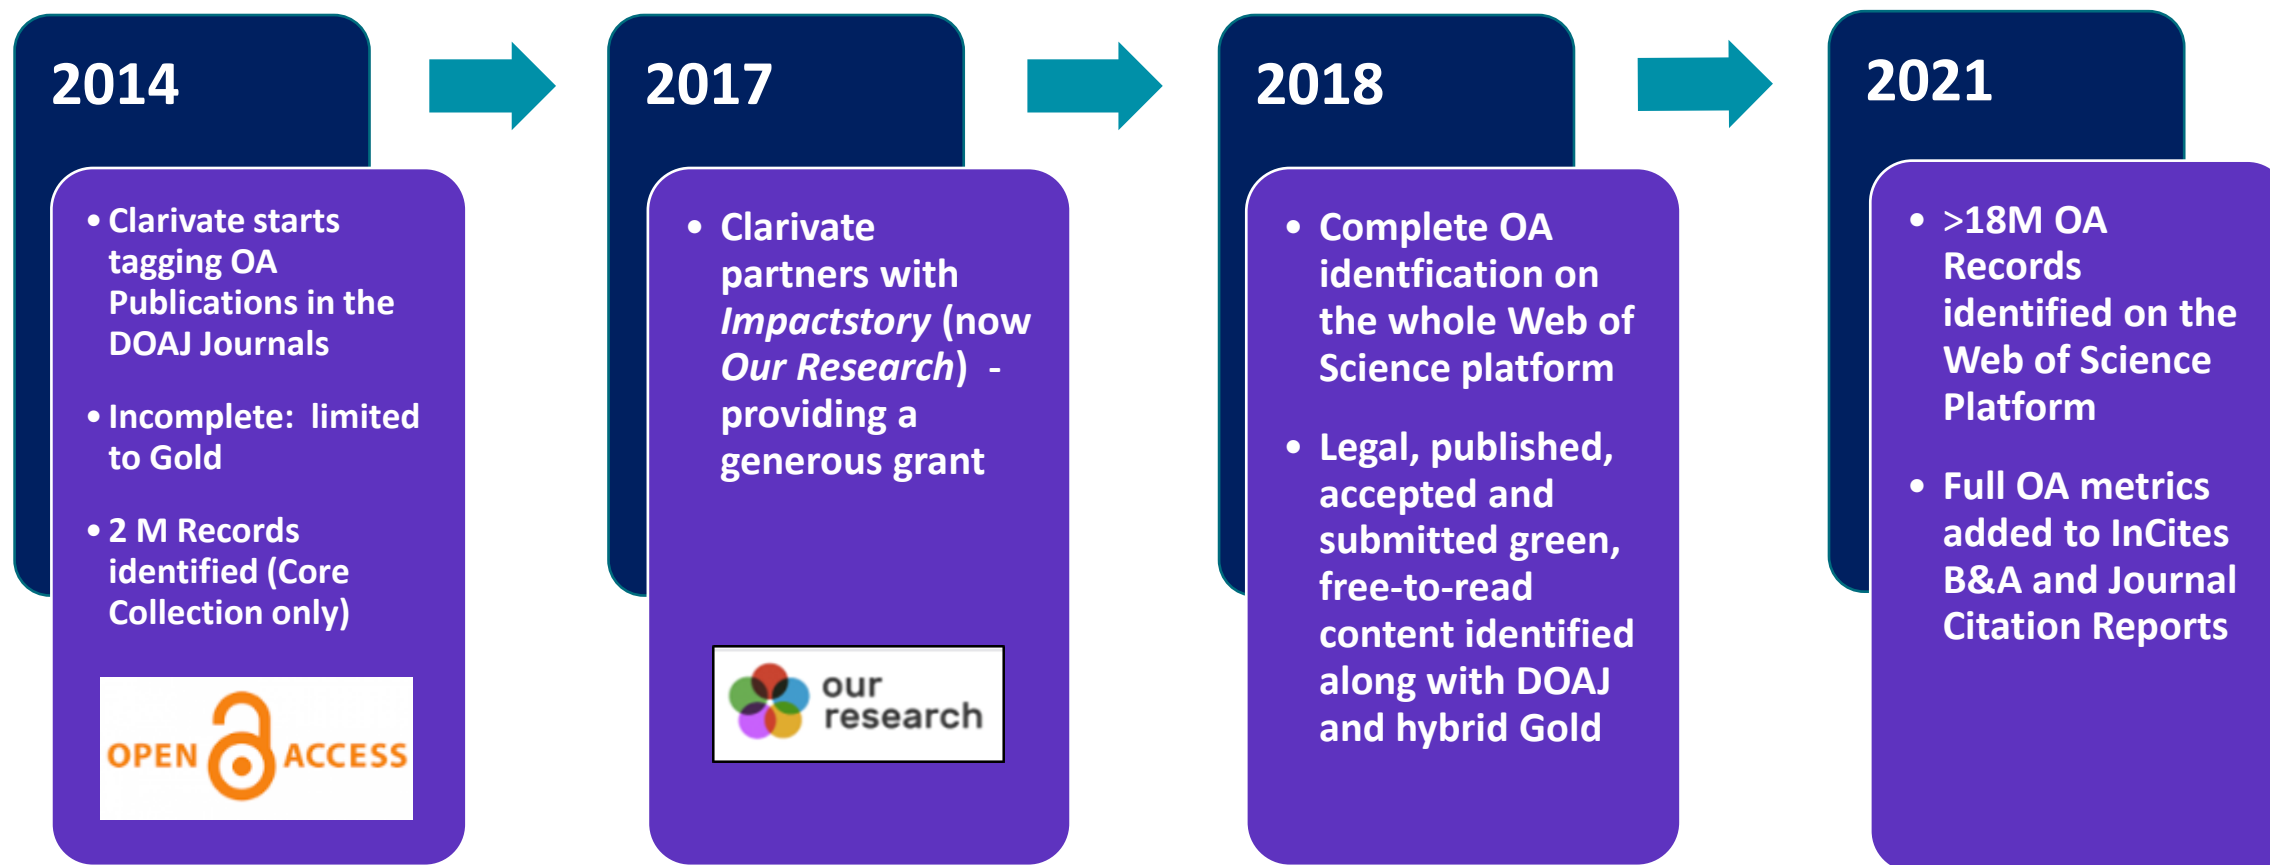 2014
• Clarivate starts
tagging OA
Publications in the
DOAJ Journals
• Incomplete: limited
to Gold
• 2 M Records
identified (Core
Collection only)
OPEN ACCESS
2017
• Clarivate
partners with
Impactstory (now
Our Research) -
providing a
generous grant
our
research
2018
• Complete OA
identfication on
the whole Web of
Science platform
• Legal, published,
accepted and
submitted green,
free-to-read
content identified
along with DOAJ
and hybrid Gold
2021
• >18M OA
Records
identified on the
Web of Science
Platform
• Full OA metrics
added to InCites
B&A and Journal
Citation Reports